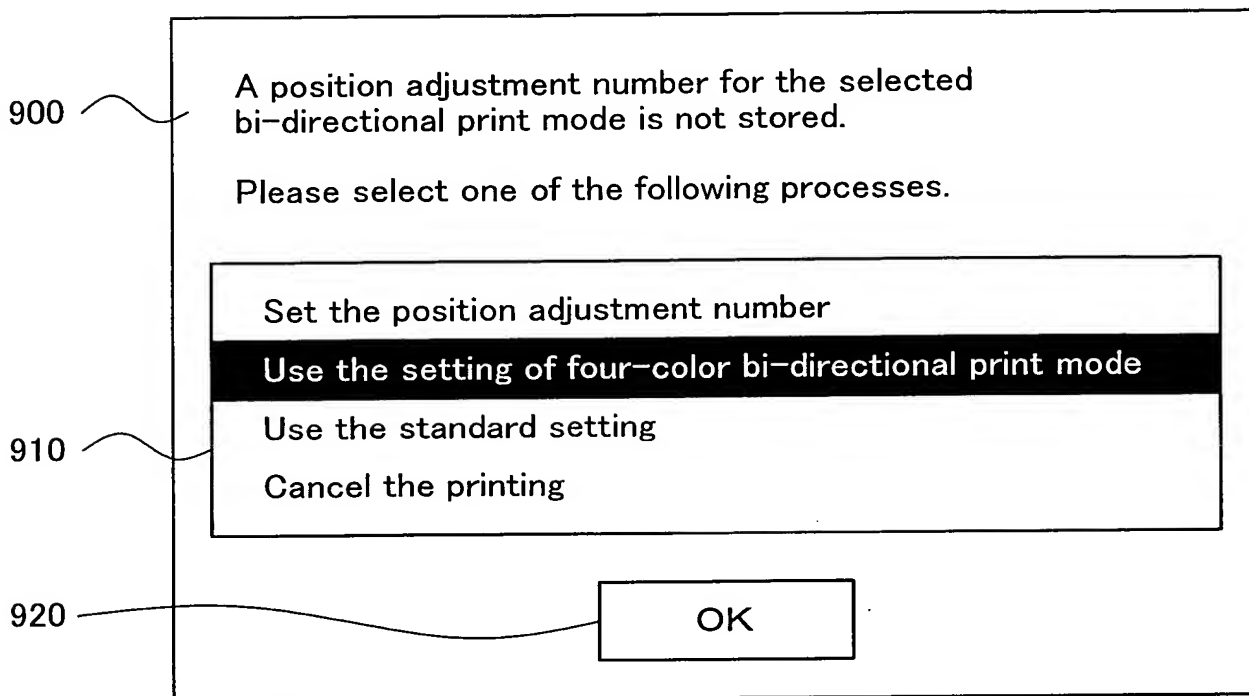 A position adjustment number for the selected
900
bi-directional print mode is not stored.
Please select one of the following processes.
Set the position adjustment number
Use the setting of four-color bi-directional print mode
Use the standard setting
910
Cancel the printing
920
OK